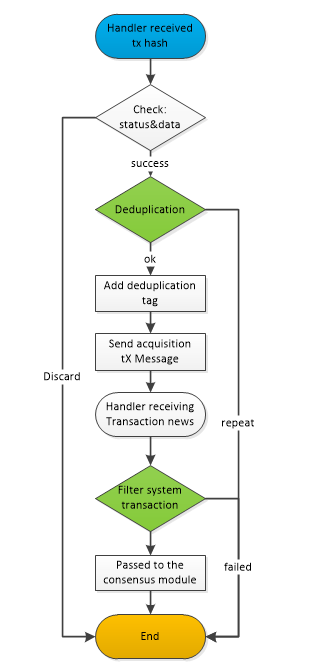 Handler received
tx hash
Check:
status&data
success
Deduplication
ok
Add deduplication
tag
Send acquisition
tX Message
Discard
Handler receiving
Transaction news
repeat
Filter system
transaction
Passed to the
consensus module
failed
End